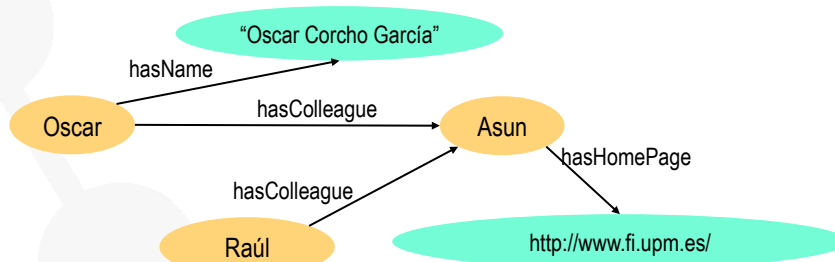 “Oscar Corcho García”
hasName
hasColleague
Oscar
Asun
hasHomePage
hasColleague
Raúl
http://www.fi.upm.es/